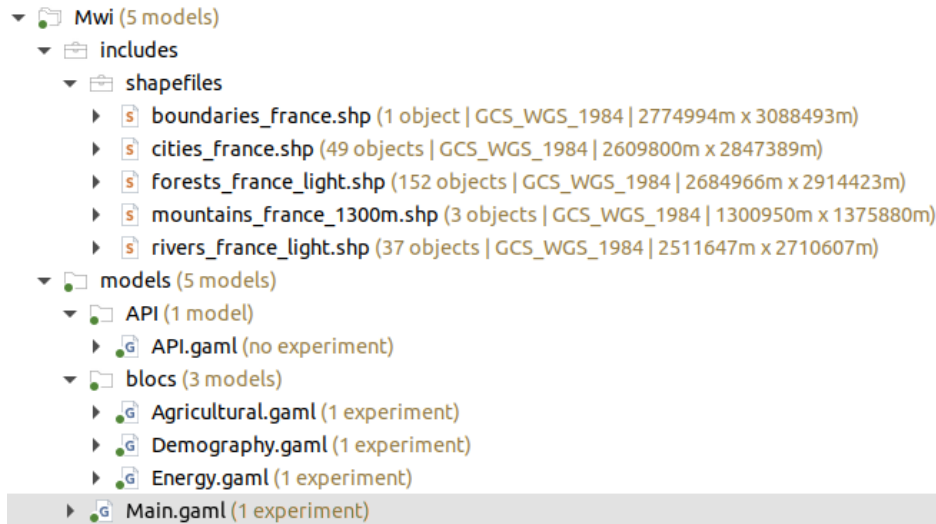 Mwi (5 models)
includes
shapefiles
boundaries_france.shp (1 object | GCS_WGS_1984 | 2774994m x 3088493m)
cities_france.shp (49 objects | GCS_WGS_1984 | 2609800m x 2847389m)
forests_france_light.shp (152 objects | GCS_WGS_1984 | 2684966m x 2914423m)
mountains_france_1300m.shp (3 objects | GCS_WGS_1984 | 1300950m x 1375880m)
rivers_france_light.shp (37 objects | GCS_WGS_1984 | 2511647m x 2710607m)
models (5 models)
API (1 model)
API.gaml (no experiment)
blocs (3 models)
Agricultural.gaml (1 experiment)
Demography.gaml (1 experiment)
Energy.gaml (1 experiment)
Main.gaml (1 experiment)